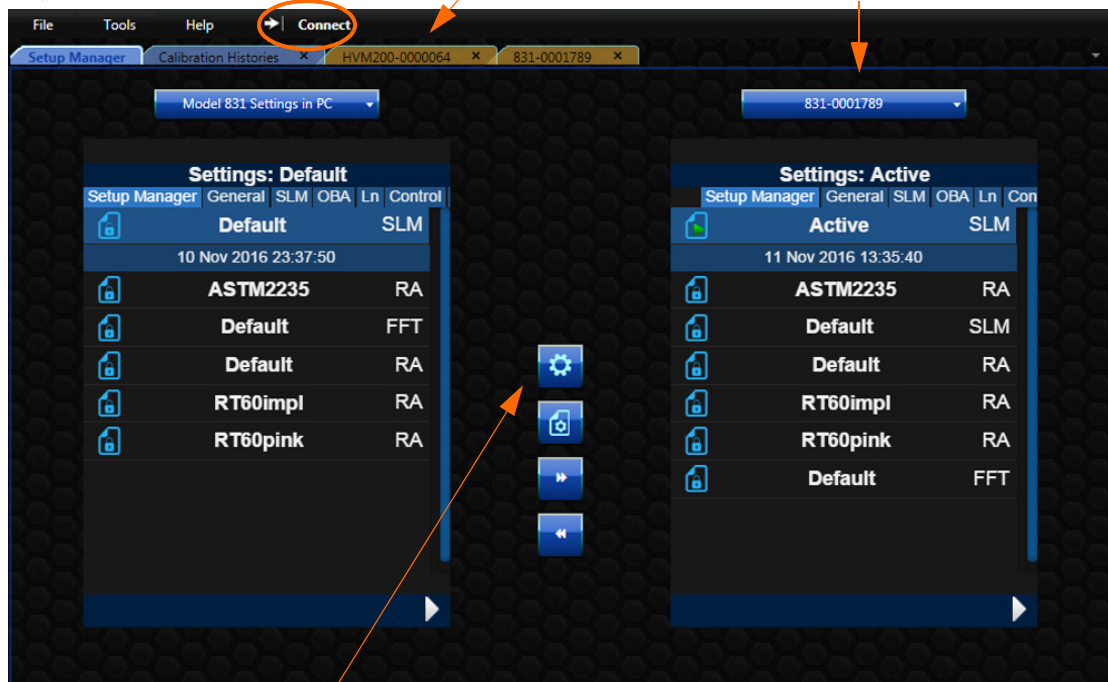 File Tools Help Connect
Setup Manager Calibration Histories × HVM200-0000064 × 831-0001789 ×
Model 831 Settings in PC
Settings: Default
Setup Manager General SLM OBA Ln Control
Default SLM
10 Nov 2016 23:37:50
ASTM2235 RA
Default FFT
Default RA
RT60impl RA
RT60pink RA
831-0001789
Settings: Active
Setup Manager General SLM OBA Ln Con
Active SLM
11 Nov 2016 13:35:40
ASTM2235 RA
Default SLM
Default RA
RT60impl RA
RT60pink RA
Default FFT